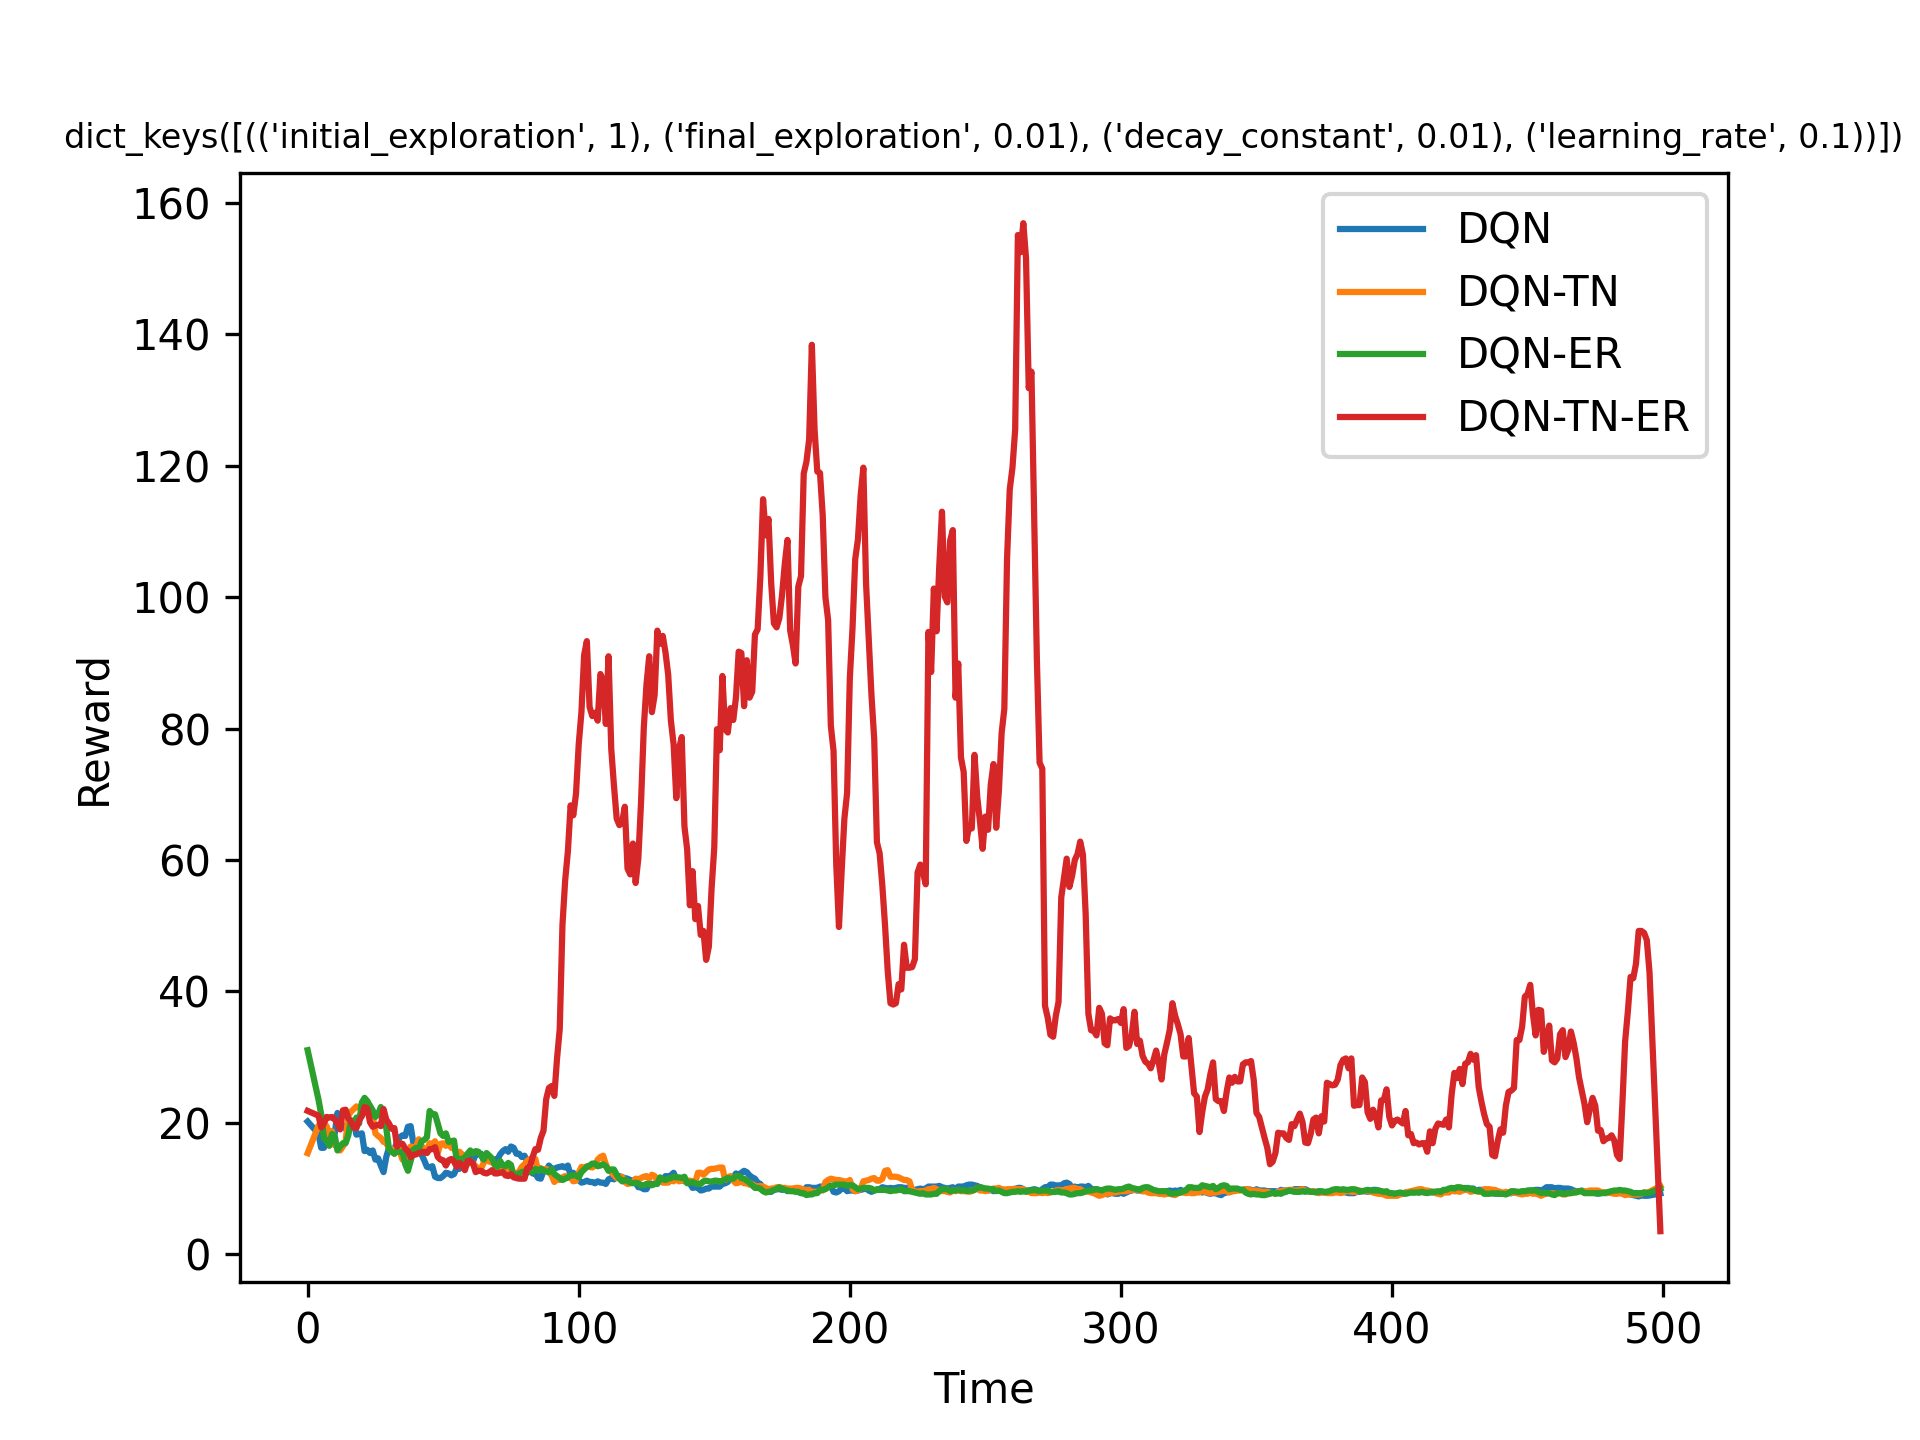 dict_keys([(('initial_exploration', 1), ('final_exploration', 0.01), ('decay_constant', 0.01), ('learning_rate', 0.1))])
160
140
120
100
80
60
40
20
0
Reward
DQN
DQN-TN
DQN-ER
DQN-TN-ER
0 100 200 300 400 500
Time